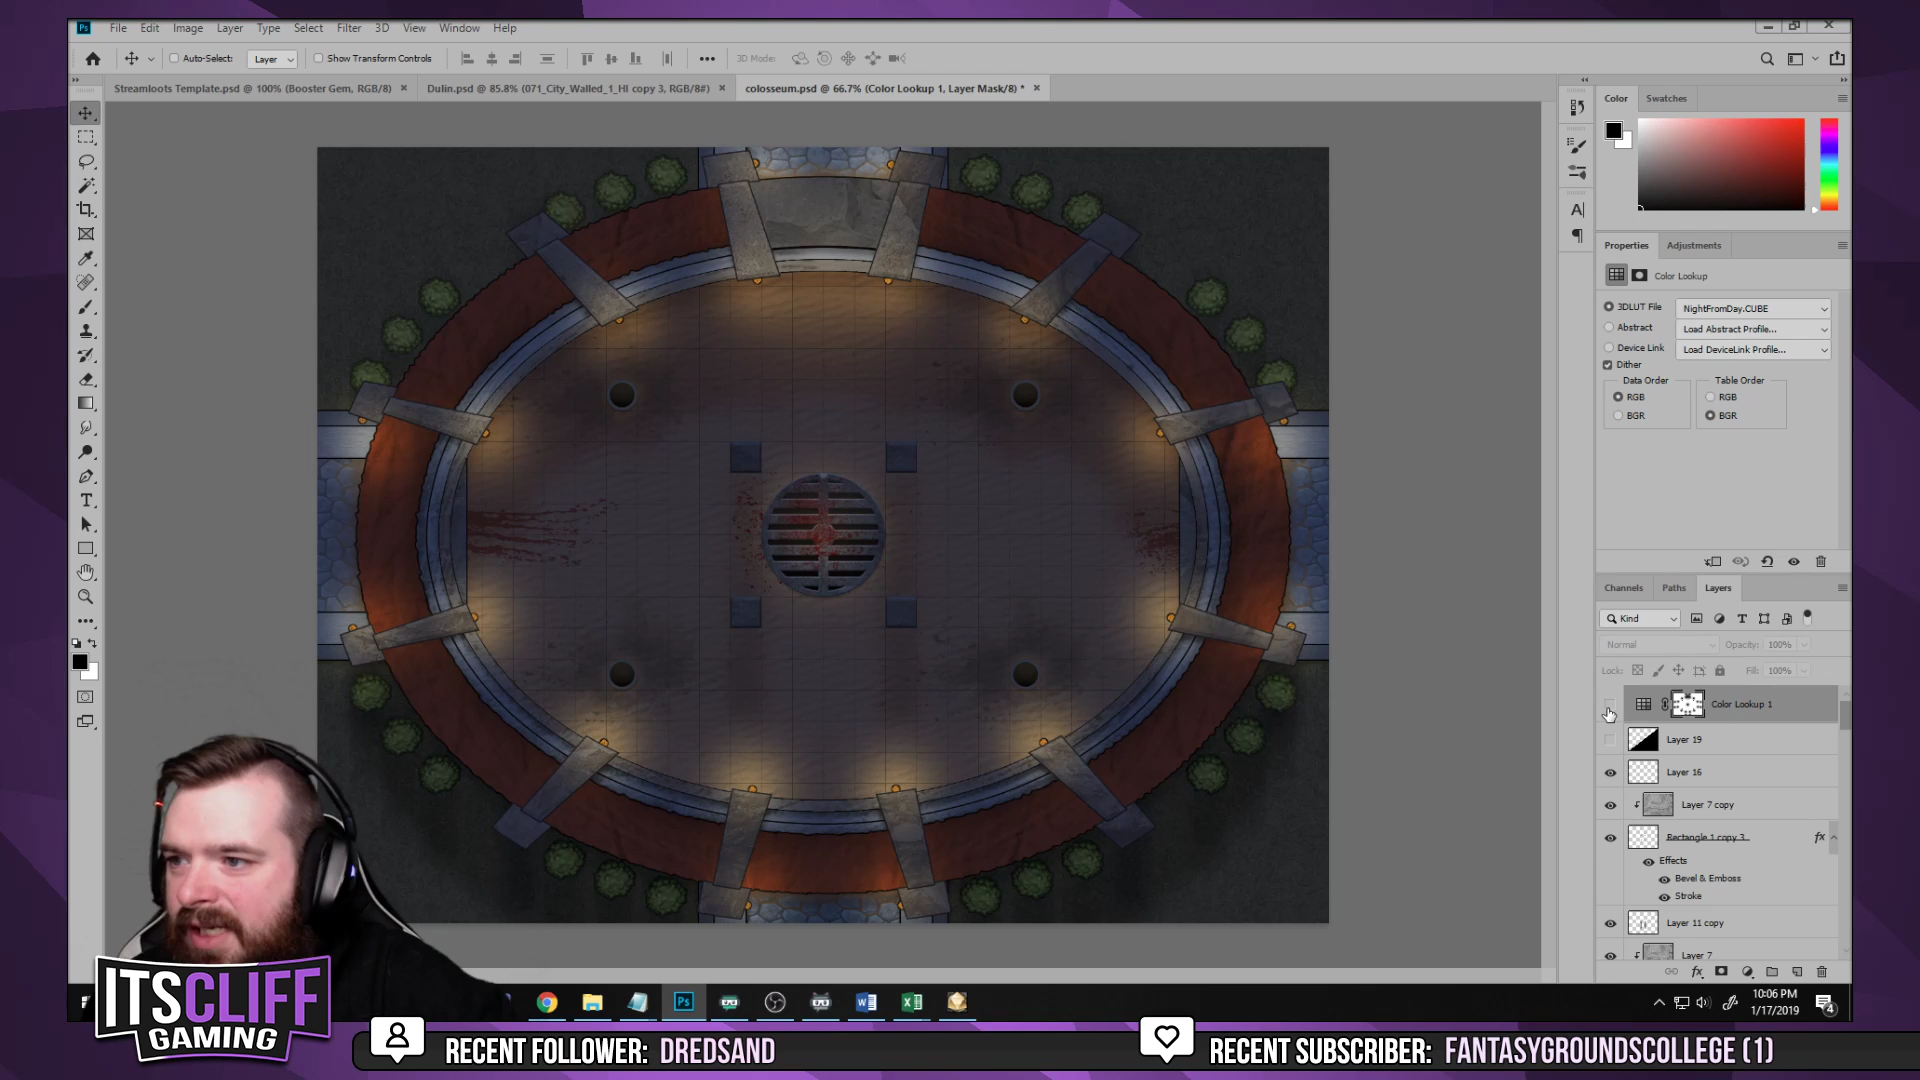 Ps File Edit Image Layer Type Select Filter 3D View Window Help
Auto-Select: Layer Show Transform Controls 3D Mode:
Streamloots Template.psd @ 100% (Booster Gem, RGB/8) Dulin.psd @ 85.8% (071_City_Walled_1_HI copy 3, RGB/8#) colosseum.psd @ 66.7% (Color Lookup 1, Layer Mask/8) *
Color Swatches
Properties Adjustments
Color Lookup
3DLUT File NightFromDay.CUBE
Abstract Load Abstract Profile...
Device Link Load DeviceLink Profile...
Dither
Data Order Table Order
RGB RGB
BGR BGR
Channels Paths Layers
Kind
Normal Opacity: 100%
Lock: Fill: 100%
Color Lookup 1
Layer 19
Layer 16
Layer 7 copy
Rectangle 1 copy 3 fx
Effects
Bevel & Emboss
Stroke
Layer 11 copy
Layer 7
fx
10:06 PM
1/17/2019
4
ITSCLIFF
GAMING
RECENT FOLLOWER: DREDSAND
RECENT SUBSCRIBER: FANTASYGROUNDSCOLLEGE (1)